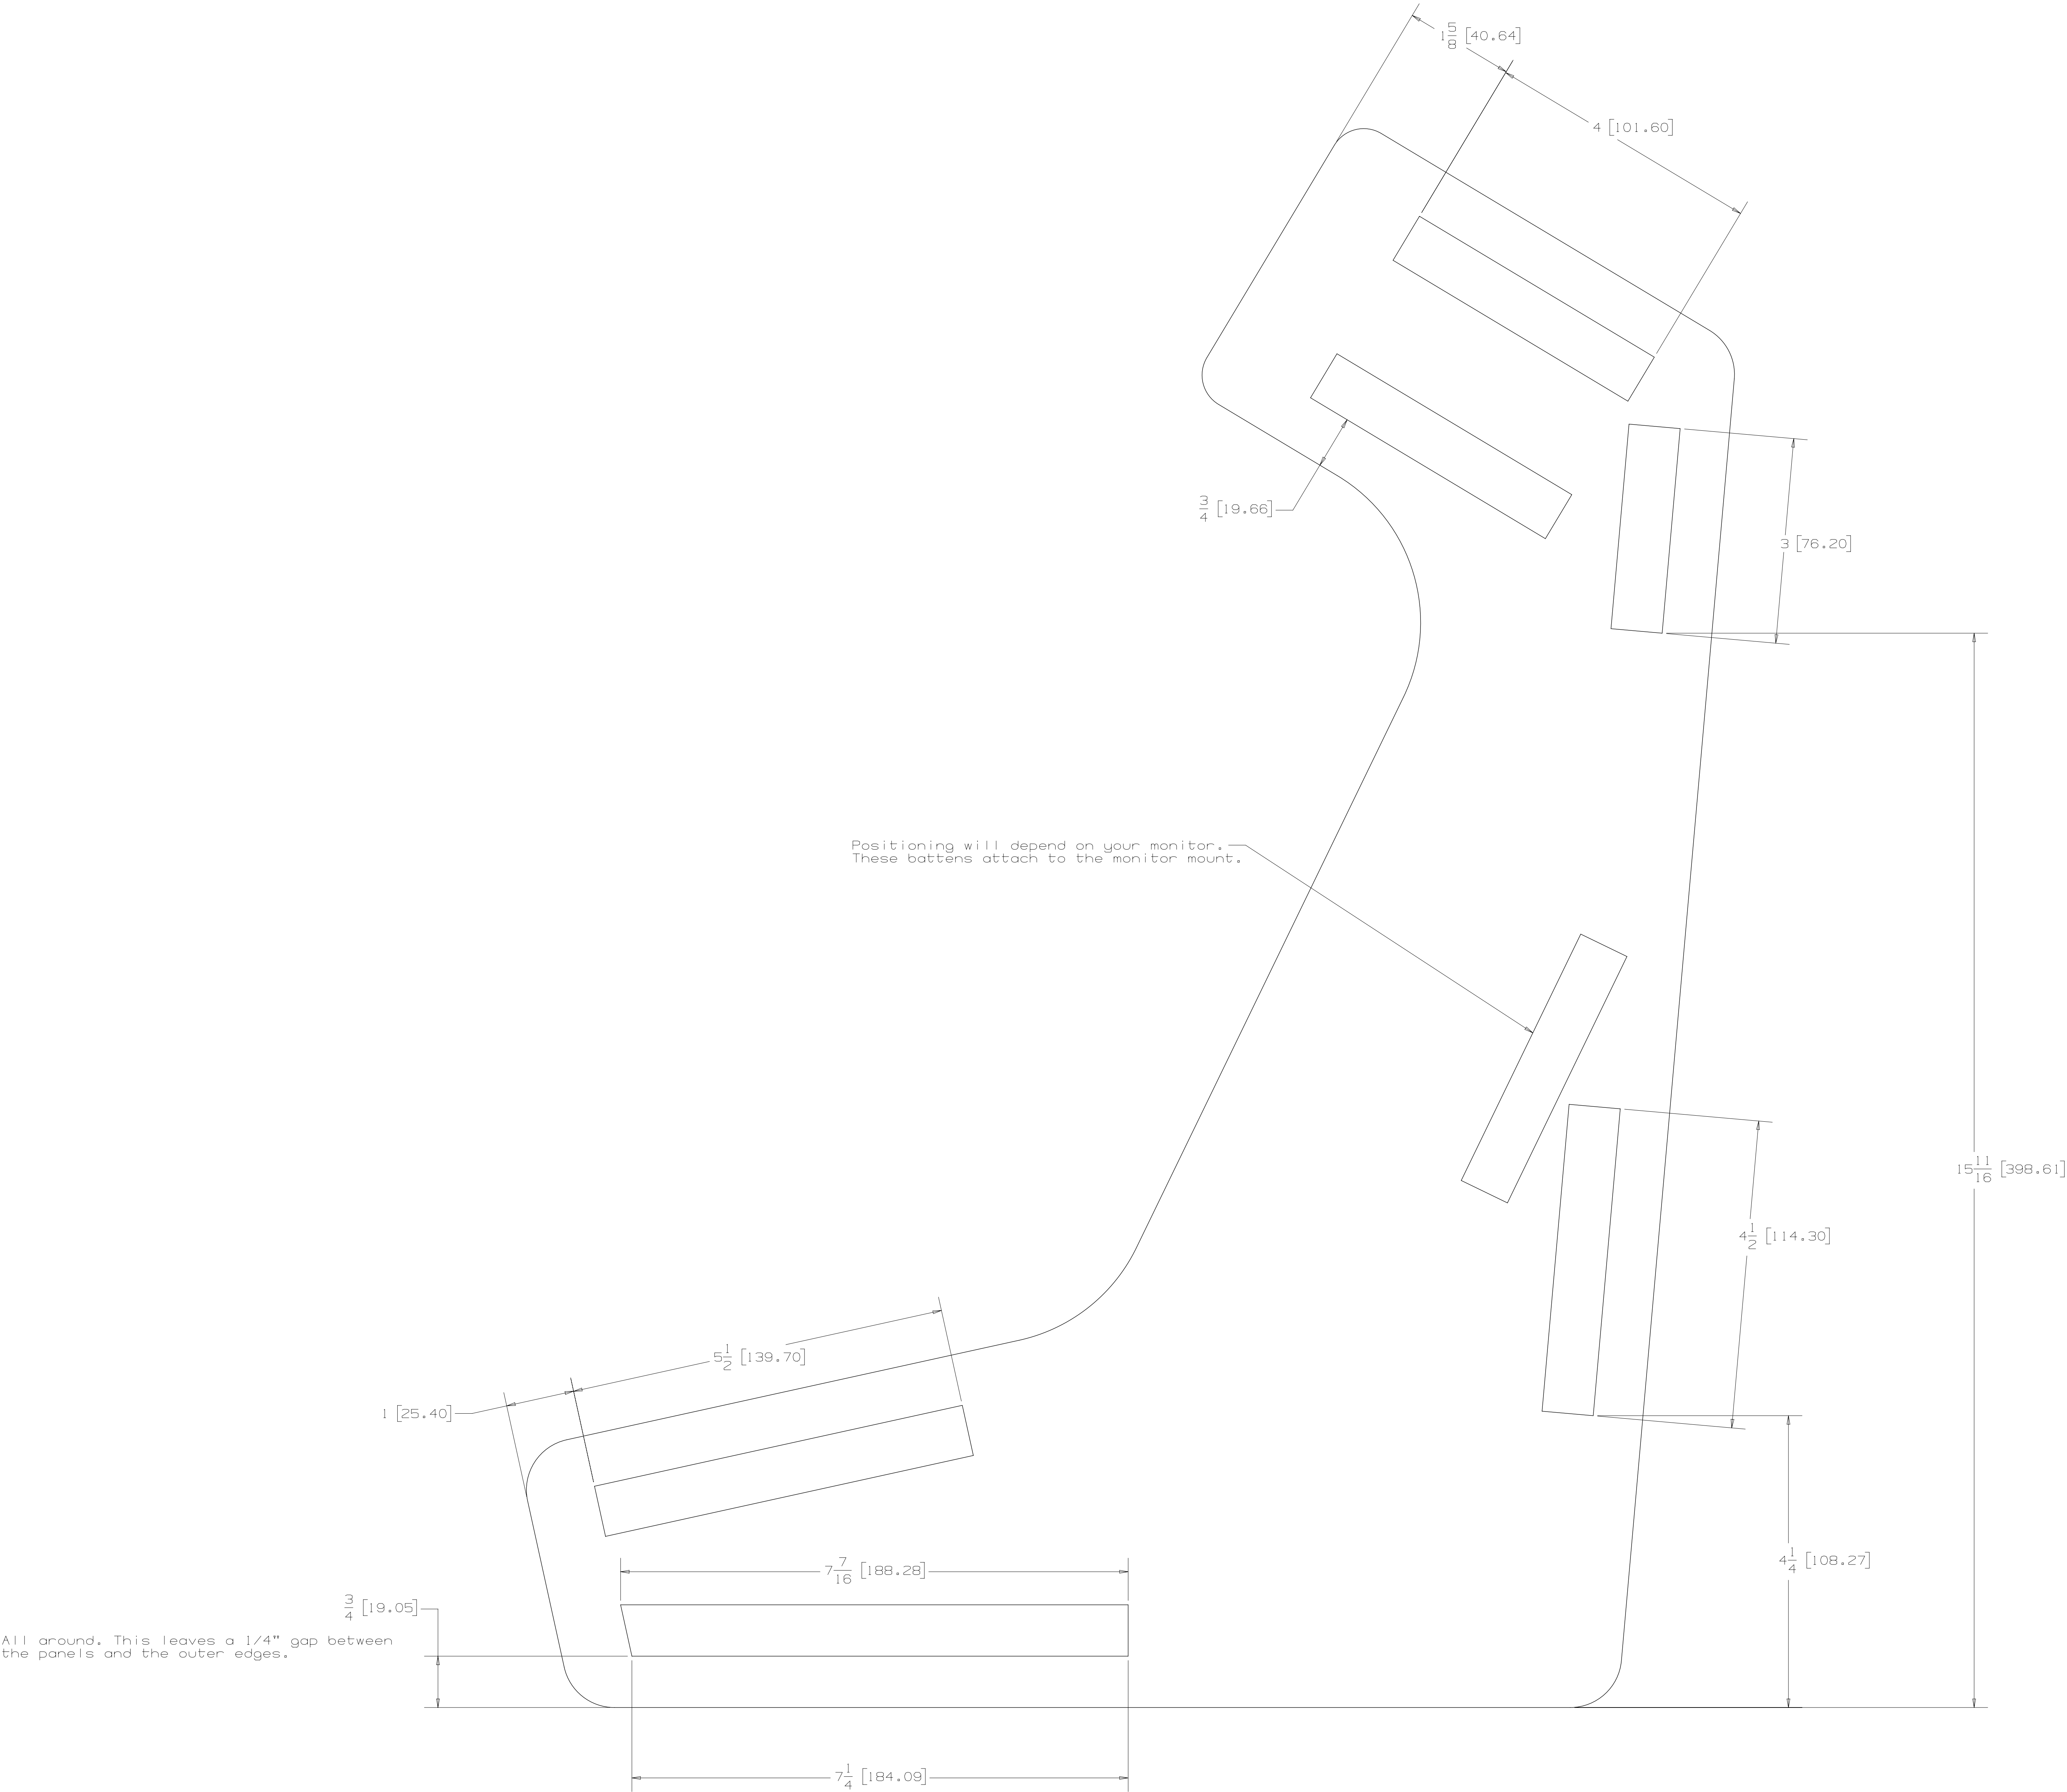 1 5/8 [40.64]
4 [101.60]
3/4 [19.66]
3 [76.20]
Positioning will depend on your monitor.
These battens attach to the monitor mount.
15 11/16 [398.61]
4 1/2 [114.30]
5 1/2 [139.70]
1 [25.40]
7 7/16 [188.28]
4 1/4 [108.27]
3/4 [19.05]
All around. This leaves a 1/4" gap between
the panels and the outer edges.
7 1/4 [184.09]